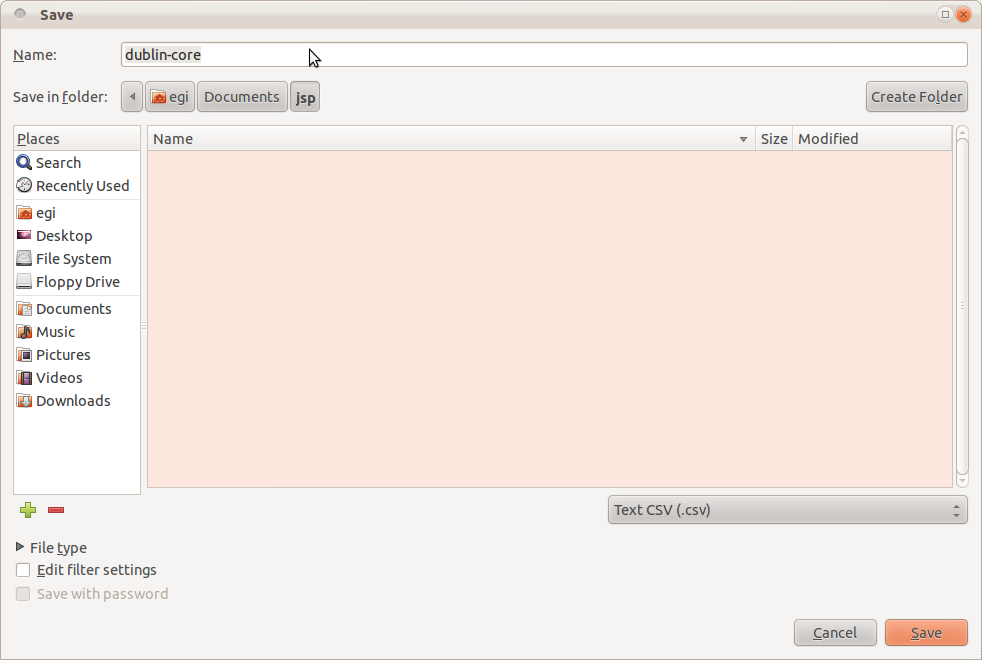 Save
Name: dublin-core
Save in folder: egi Documents jsp Create Folder
Places
Search
Recently Used
egi
Desktop
File System
Floppy Drive
Documents
Music
Pictures
Videos
Downloads
Name Size Modified
Text CSV (.csv)
File type
Edit filter settings
Save with password
Cancel Save